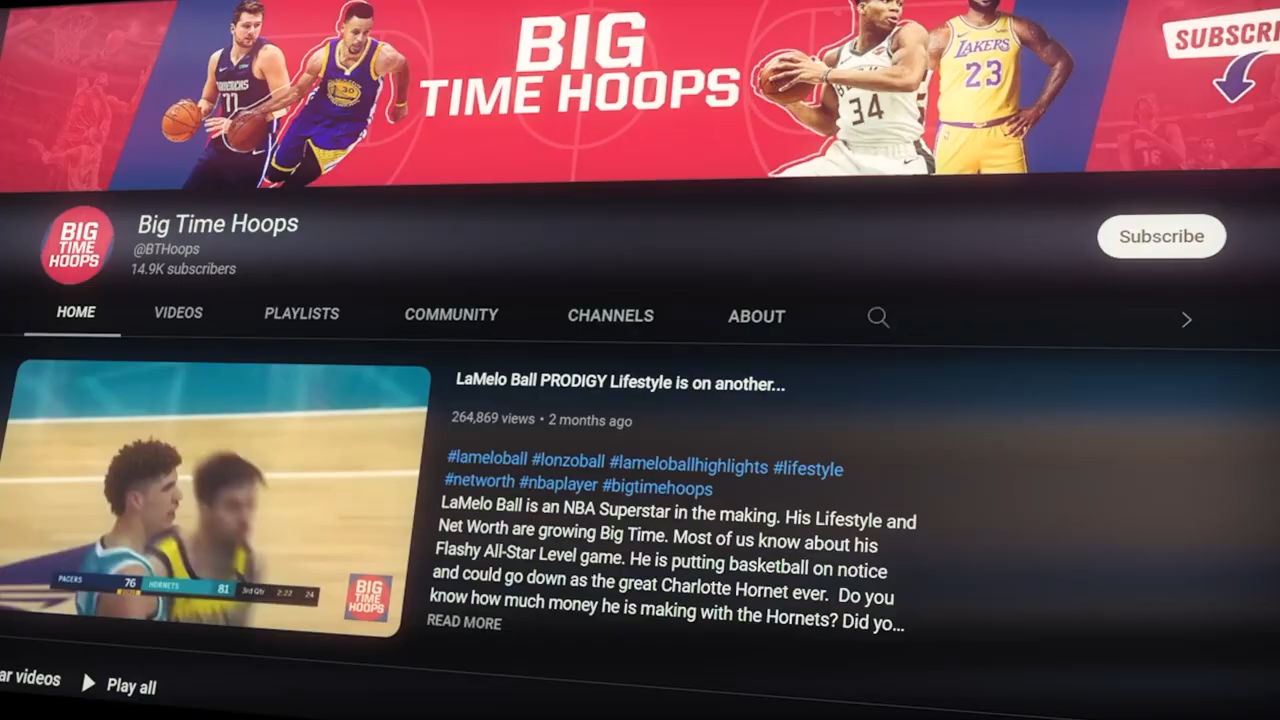 BIG
TIME HOOPS
MAVERICKS
77
30
34
LAKERS
23
SUBSCRI
16
BIG
TIME
HOOPS
Big Time Hoops
@BTHoops
14.9K subscribers
Subscribe
HOME VIDEOS PLAYLISTS COMMUNITY CHANNELS ABOUT
LaMelo Ball PRODIGY Lifestyle is on another...
264,869 views • 2 months ago
#lameloball #lonzoball #lameloballhighlights #lifestyle
#networth #nbaplayer #bigtimehoops
LaMelo Ball is an NBA Superstar in the making. His Lifestyle and
Net Worth are growing Big Time. Most of us know about his
Flashy All-Star Level game. He is putting basketball on notice
and could go down as the great Charlotte Hornet ever.  Do you
know how much money he is making with the Hornets? Did yo...
READ MORE
PACERS 76 HORNETS 81 3rd Qtr 2:22 24
BIG
TIME
HOOPS
ar videos Play all